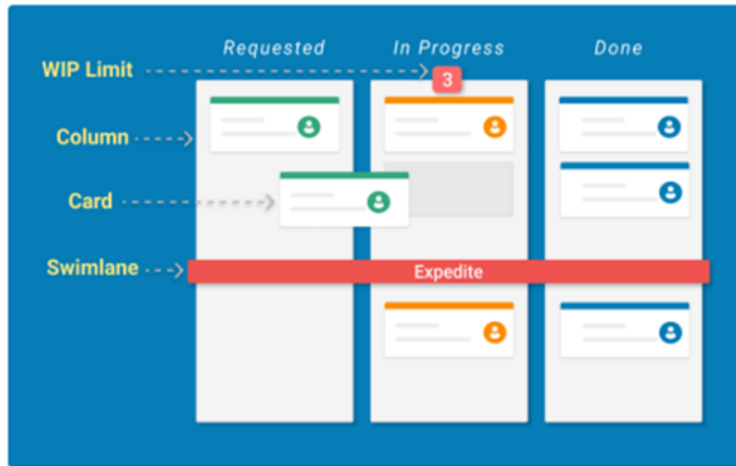 Requested In Progress Done
WIP Limit
3
Column
Card
Swimlane
Expedite